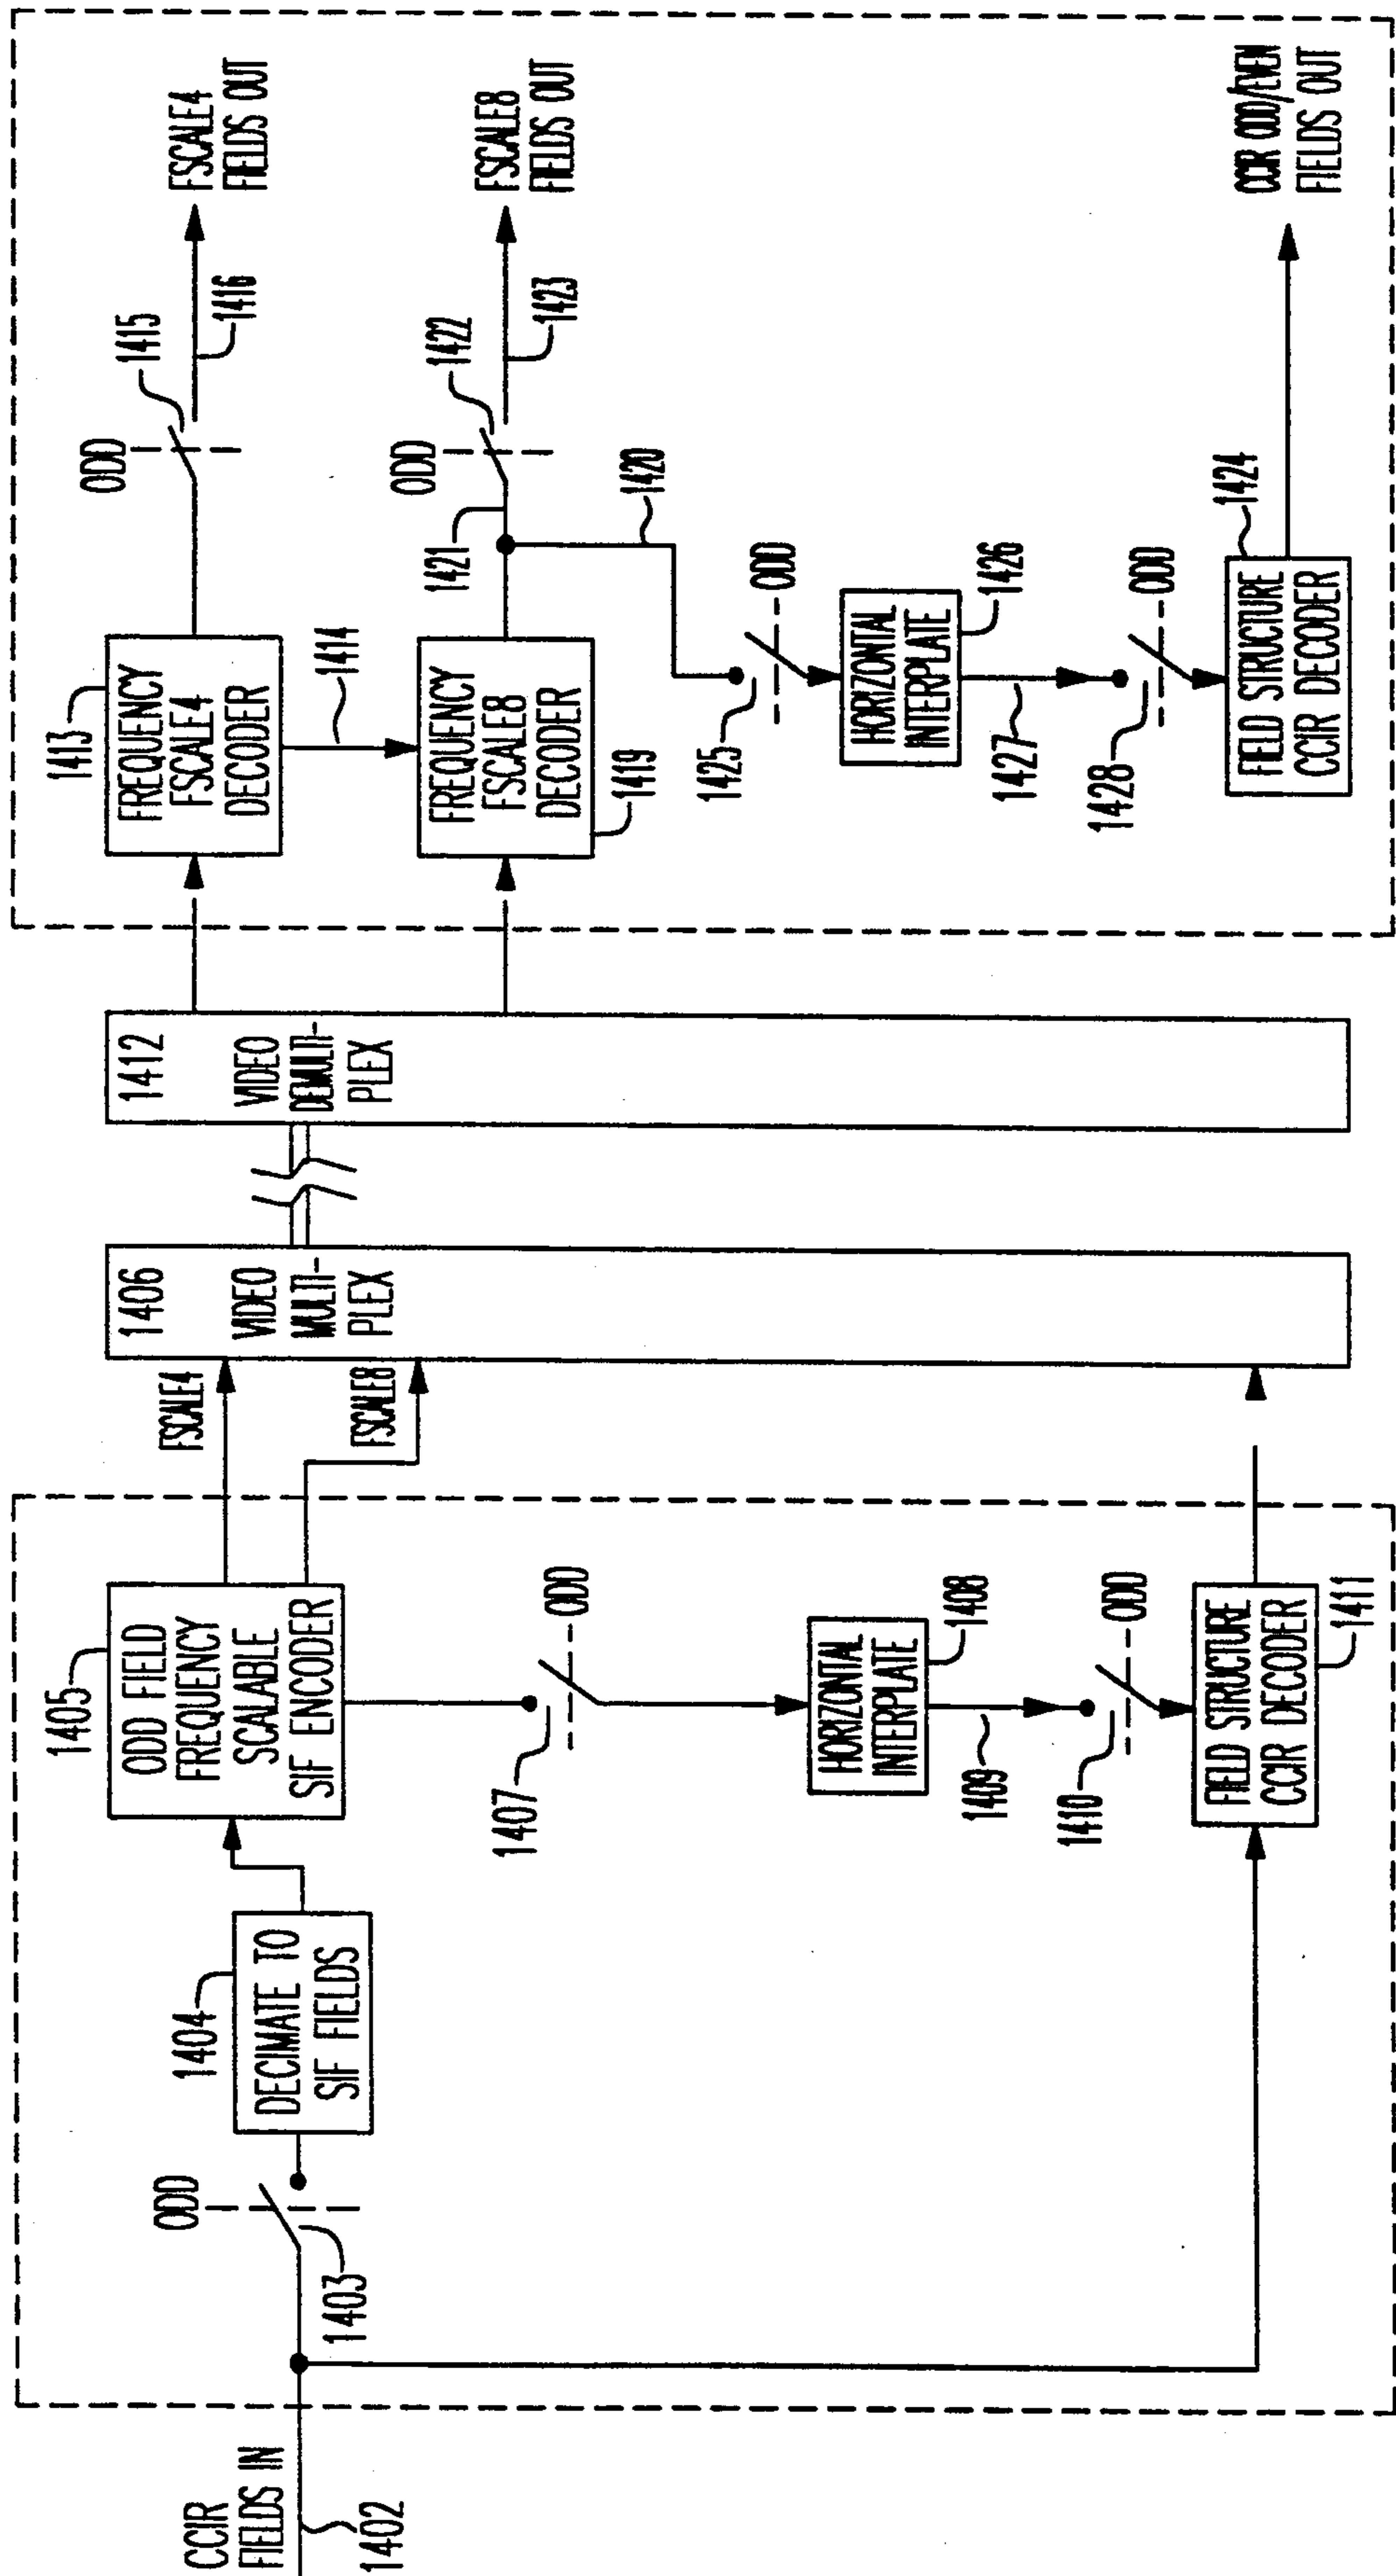 CCIR
FIELDS IN
1402
ODD
1403
1404
DECIMATE TO
SIF FIELDS
1405
ODD FIELD
FREQUENCY
SCALABLE
SIF ENCODER
FSCALE4
FSCALE8
1407
ODD
HORIZONTAL
INTERPLATE
1408
1409
1410
ODD
FIELD STRUCTURE
CCIR DECODER
1411
1406
VIDEO
MULTI-
PLEX
1412
VIDEO
DEMULTI-
PLEX
1413
FREQUENCY
FSCALE4
DECODER
1414
ODD
1415
1416
FSCALE4
FIELDS OUT
FREQUENCY
FSCALE8
DECODER
1419
1421
ODD
1422
1423
FSCALE8
FIELDS OUT
1420
1425
ODD
HORIZONTAL
INTERPLATE
1426
1427
1428
ODD
FIELD STRUCTURE
CCIR DECODER
1424
CCIR ODD/EVEN
FIELDS OUT